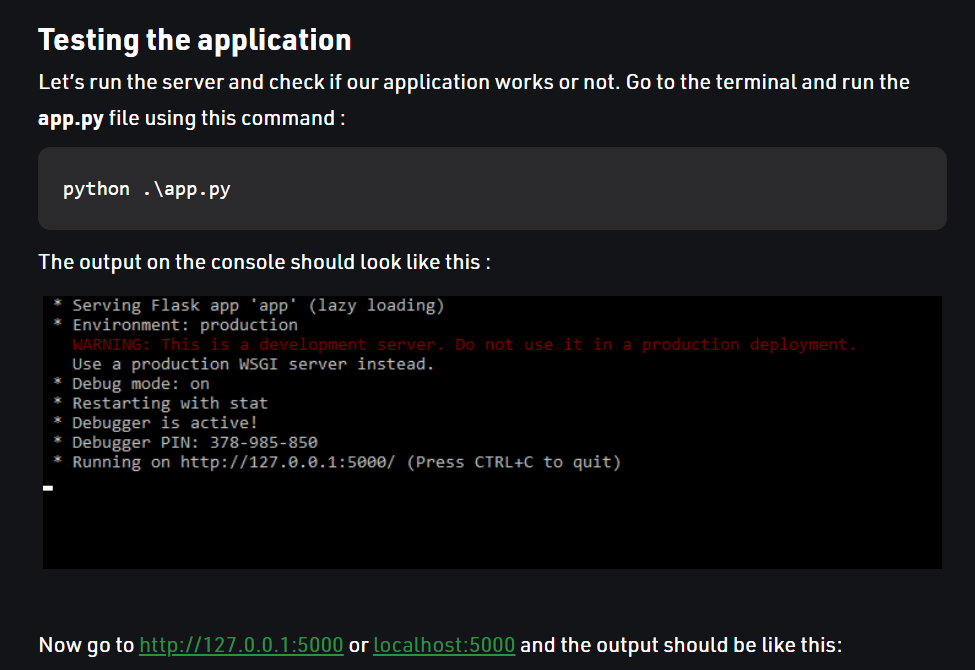 Testing the application
Let's run the server and check if our application works or not. Go to the terminal and run the
app.py file using this command :
python .\app.py
The output on the console should look like this :
* Serving Flask app 'app' (lazy loading)
* Environment: production
WARNING: This is a development server. Do not use it in a production deployment.
Use a production WSGI server instead.
* Debug mode: on
* Restarting with stat
* Debugger is active!
* Debugger PIN: 378-985-850
* Running on http://127.0.0.1:5000/ (Press CTRL+C to quit)
Now go to http://127.0.0.1:5000 or localhost:5000 and the output should be like this: